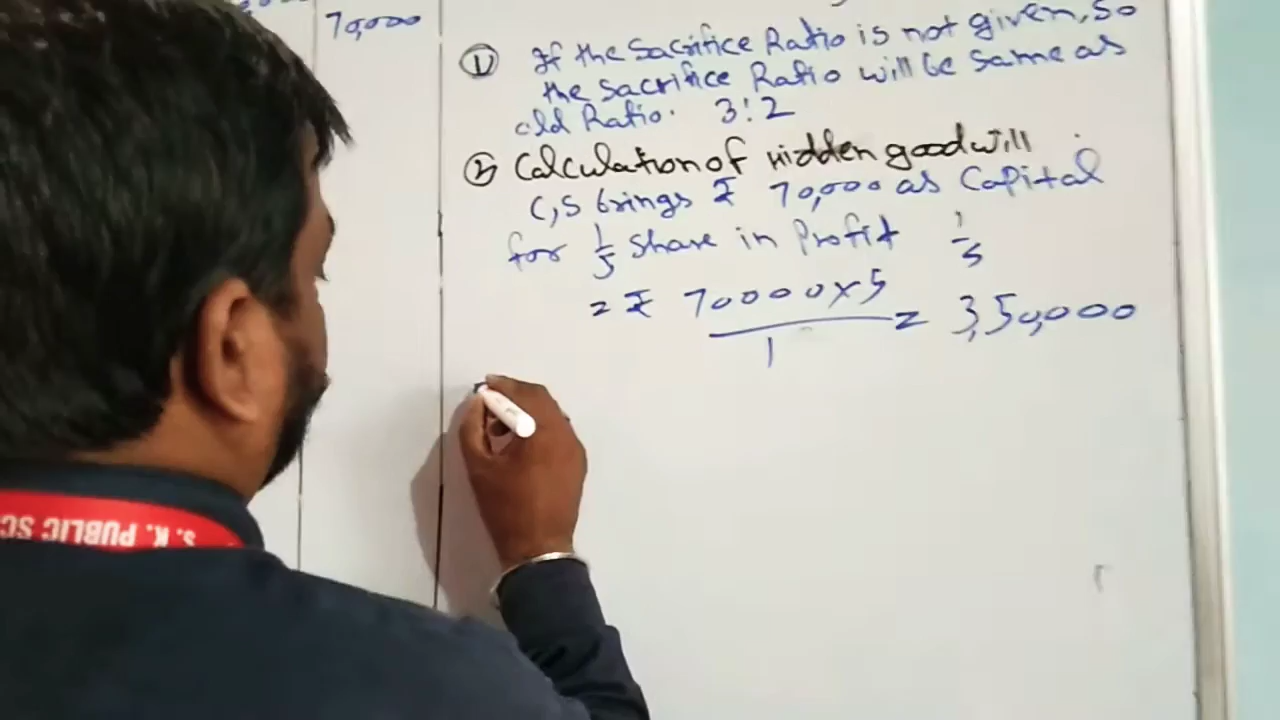 70,000
① If the Sacrifice Ratio is not given, So
the Sacrifice Ratio will be same as
old Ratio. 3:2
② Calculation of Hidden goodwill
C,S brings ₹ 70,000 as Capital
for 1/5 Share in Profit 1/5
= ₹ 70000×5/1 = 3,50,000
S. K. PUBLIC SC